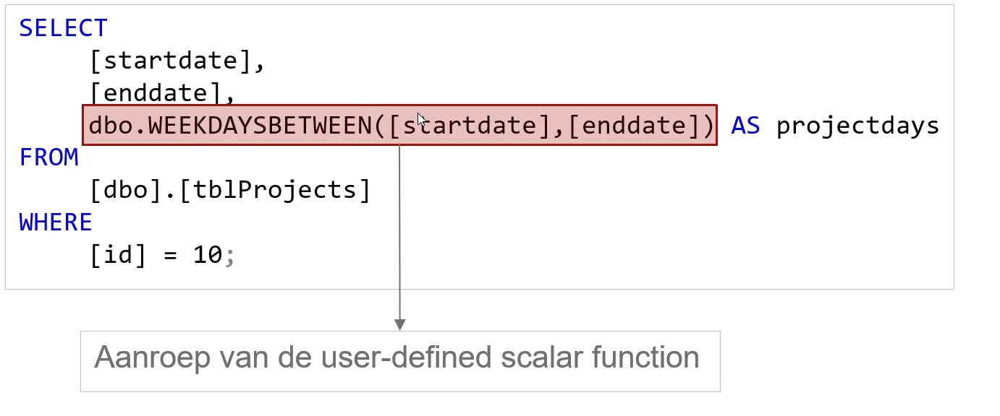 SELECT
[startdate],
[enddate],
dbo.WEEKDAYSBETWEEN([startdate],[enddate]) AS projectdays
FROM
[dbo].[tblProjects]
WHERE
[id] = 10;
Aanroep van de user-defined scalar function